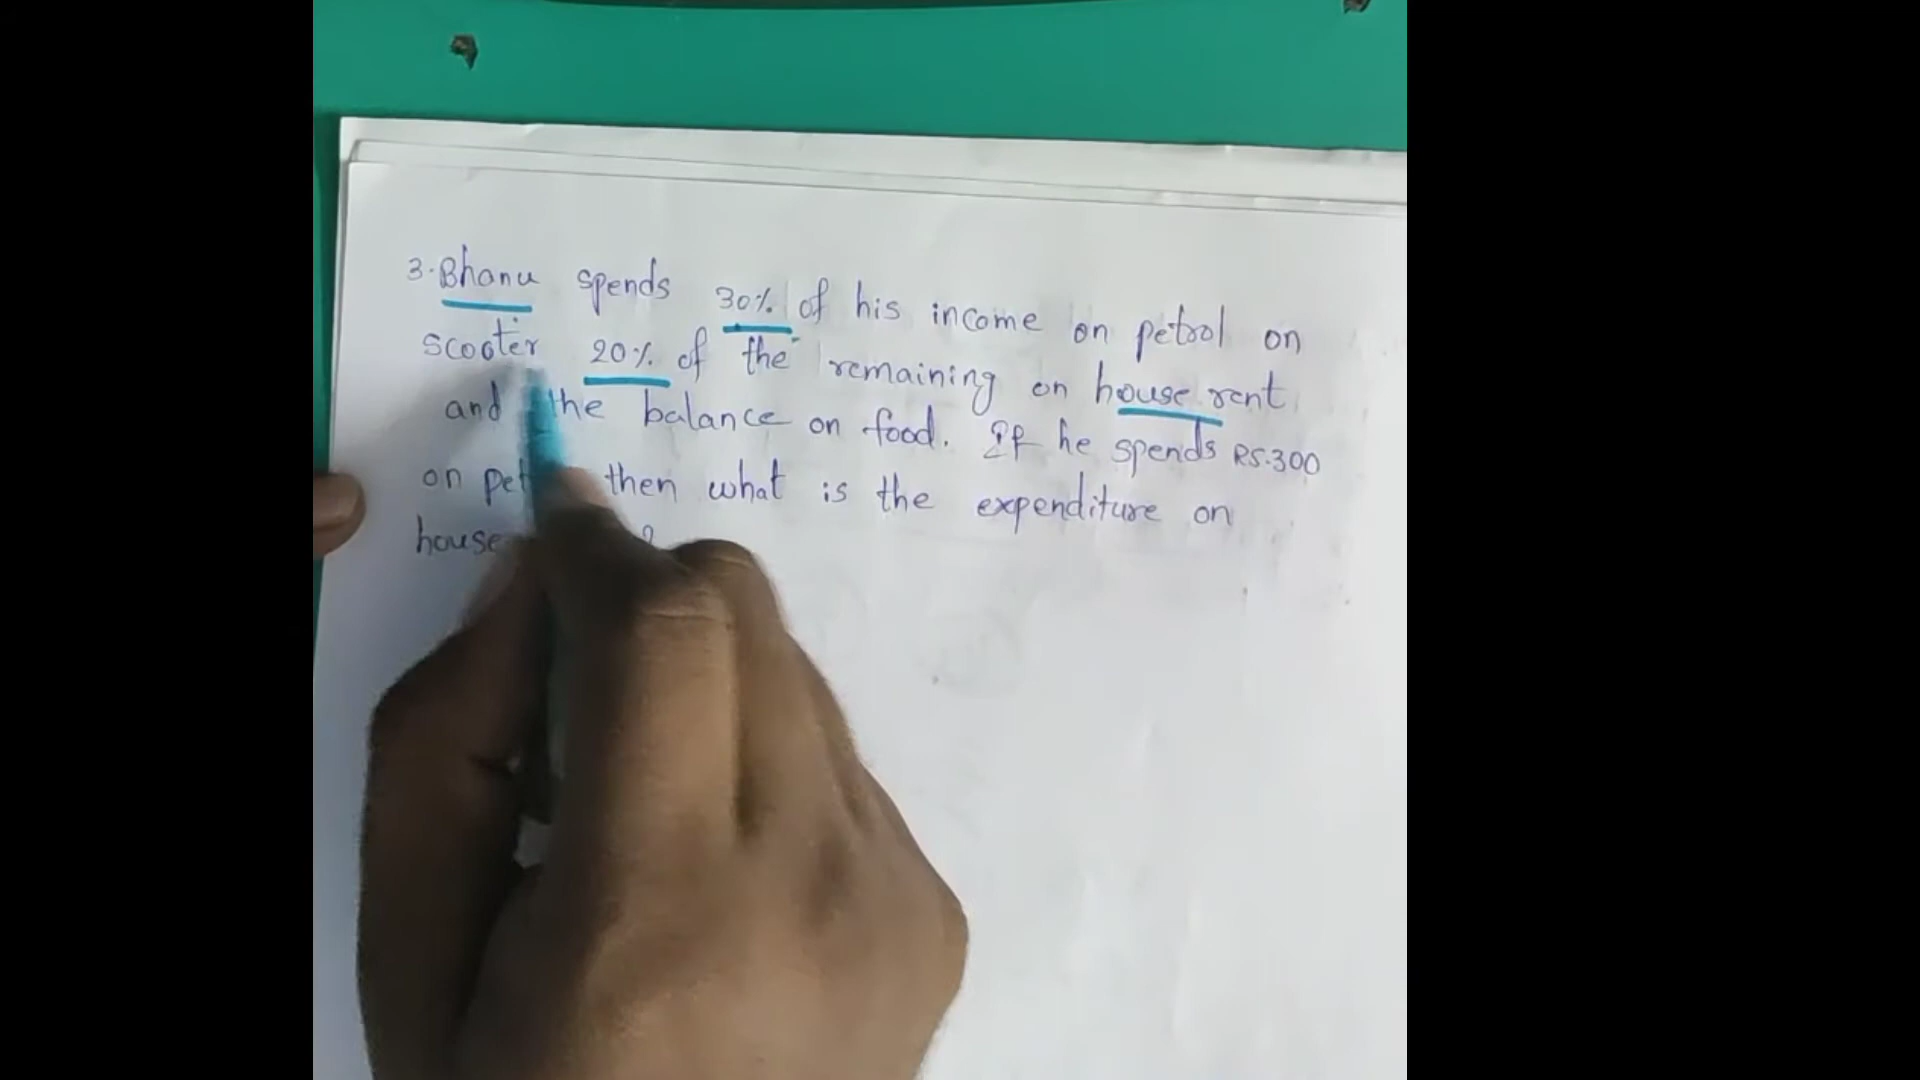 3. Bhanu spends 30% of his income on petrol on
scooter 20% of the remaining on house rent
and the balance on food. If he spends RS.300
on pet then what is the expenditure on
house ?